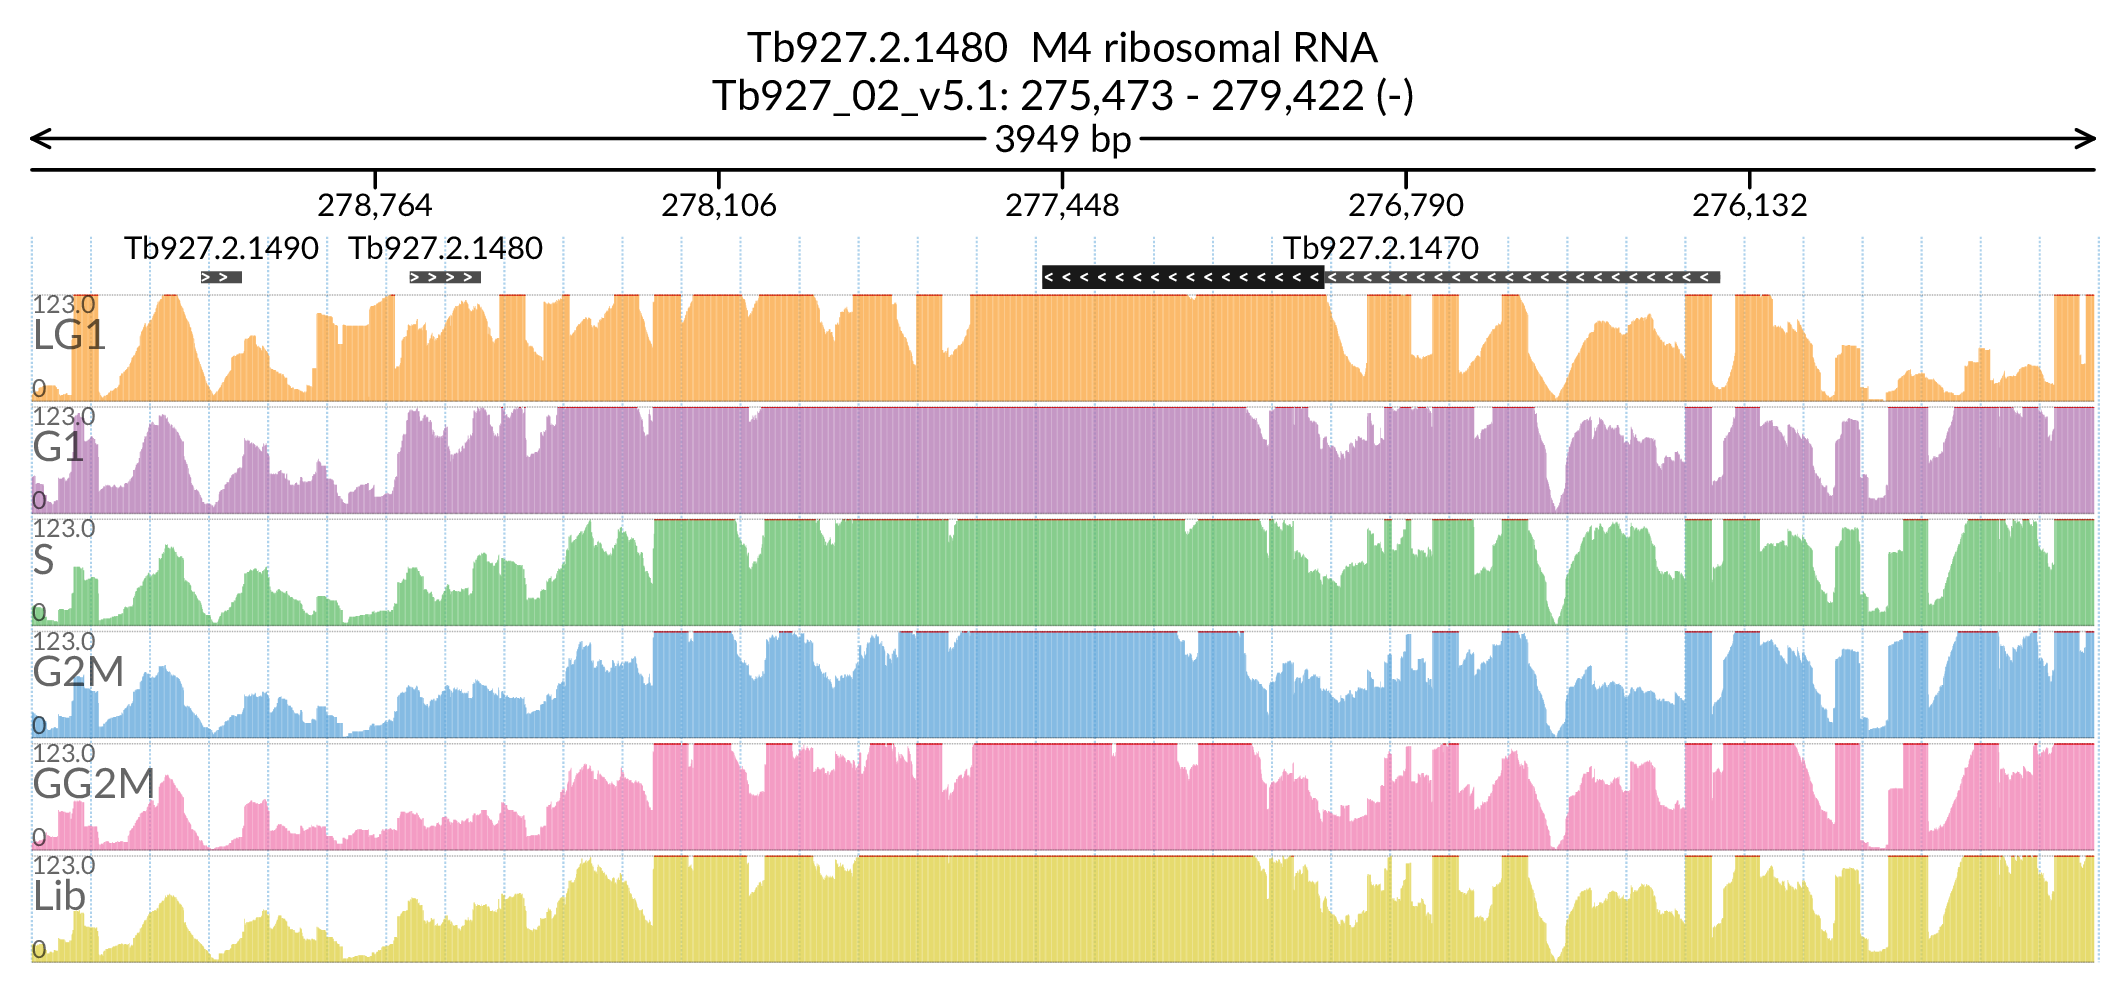 Tb927.2.1480 M4 ribosomal RNA
Tb927_02_v5.1: 275,473 - 279,422 (-)
3949 bp
278,764 278,106 277,448 276,790 276,132
Tb927.2.1490 Tb927.2.1480 Tb927.2.1470
123.0
LG1
0
123.0
G1
0
123.0
S
0
123.0
G2M
0
123.0
GG2M
0
123.0
Lib
0